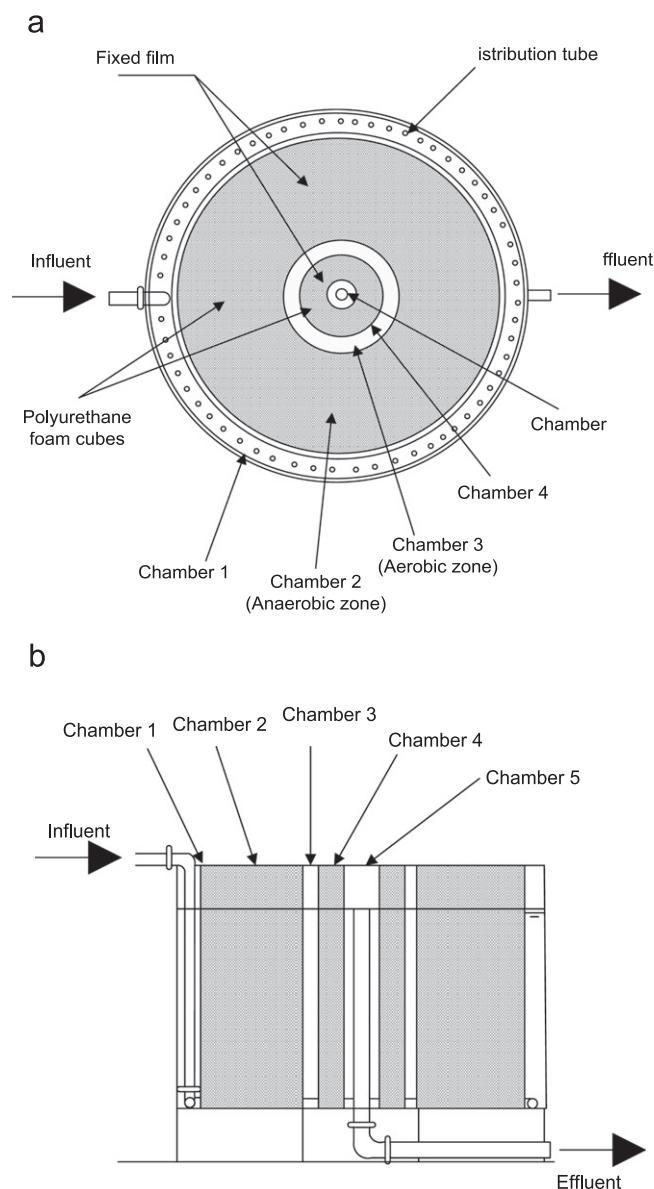 a
Fixed film
istribution tube
Influent
ffluent
Polyurethane
foam cubes
Chamber
Chamber 4
Chamber 3
(Aerobic zone)
Chamber 1
Chamber 2
(Anaerobic zone)
b
Chamber 1
Chamber 2
Chamber 3
Chamber 4
Chamber 5
Influent
Effluent